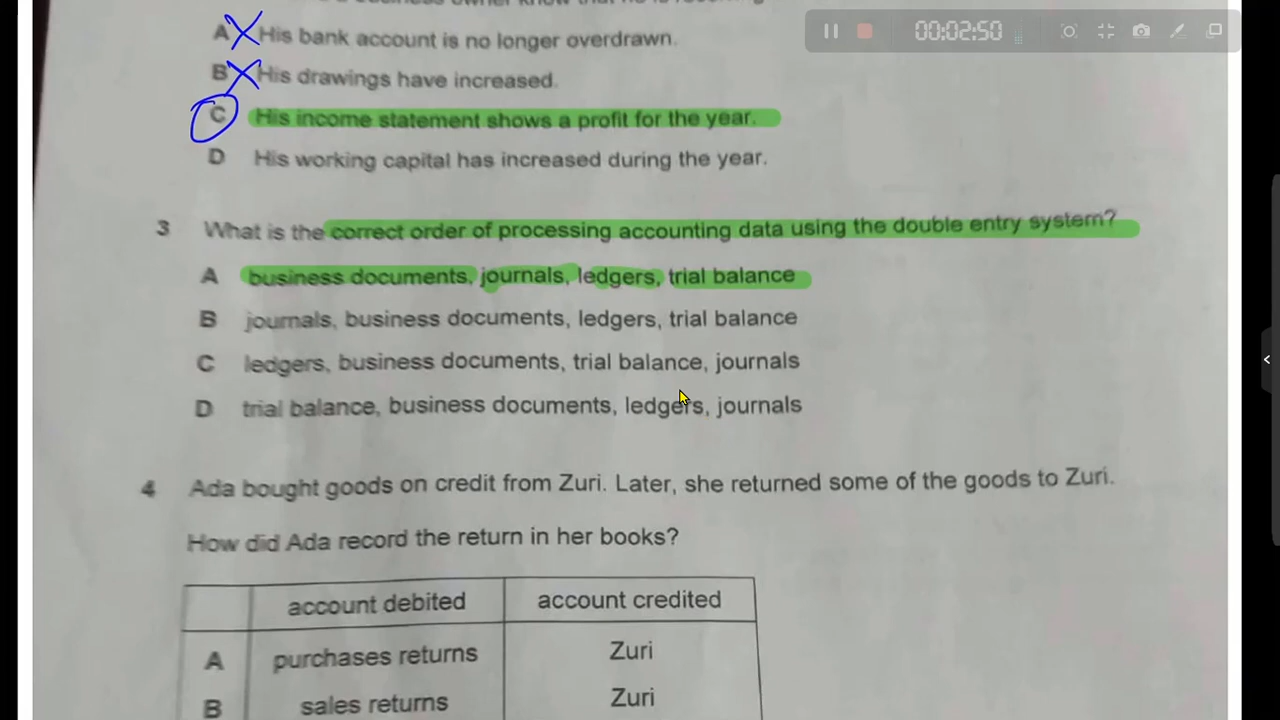 00:02:50
A His bank account is no longer overdrawn.
B His drawings have increased.
C His income statement shows a profit for the year.
D His working capital has increased during the year.
3 What is the correct order of processing accounting data using the double entry system?
A business documents, journals, ledgers, trial balance
B journals, business documents, ledgers, trial balance
C ledgers, business documents, trial balance, journals
D trial balance, business documents, ledgers, journals
4 Ada bought goods on credit from Zuri. Later, she returned some of the goods to Zuri.
How did Ada record the return in her books?
account debited account credited
A purchases returns Zuri
B sales returns Zuri